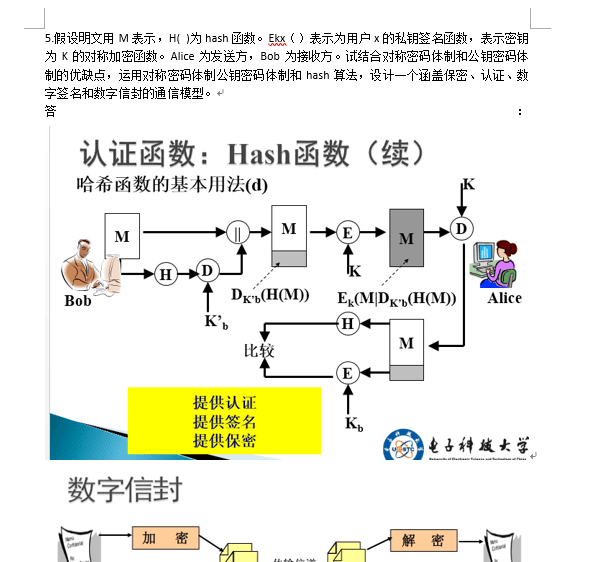 5.假设明文用 M 表示，H( )为 hash 函数。Ekx（）表示为用户 x 的私钥签名函数，表示密钥
为 K 的对称加密函数。Alice 为发送方，Bob 为接收方。试结合对称密码体制和公钥密码体
制的优缺点，运用对称密码体制公钥密码体制和 hash 算法，设计一个涵盖保密、认证、数
字签名和数字信封的通信模型。
答 ：
认证函数：Hash函数（续）
哈希函数的基本用法(d)
K
M
||
M
E
M
D
H
D
K
Bob
DK'b(H(M))
Ek(M|DK'b(H(M))
Alice
K'b
H
比较
M
E
提供认证
提供签名
提供保密
Kb
电子科技大学
数字信封
加 密
解 密